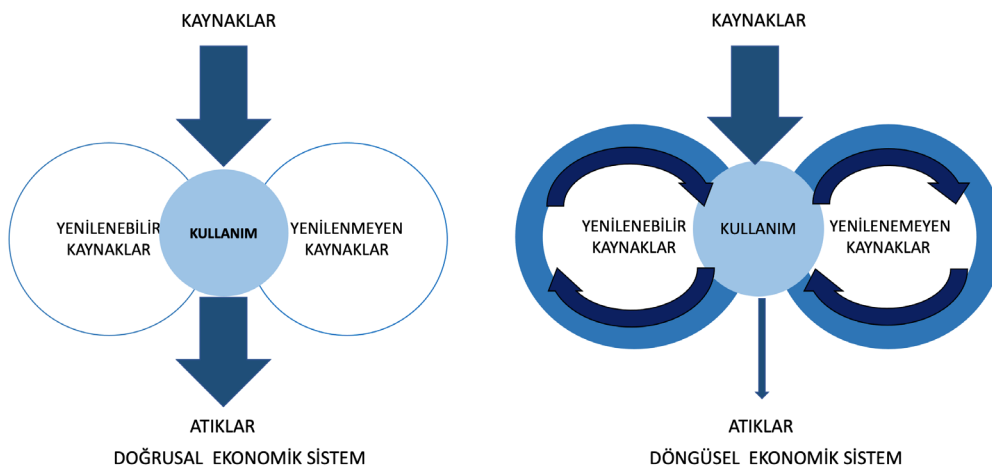 KAYNAKLAR
YENİLENEBİLİR
KAYNAKLAR
KULLANIM
YENİLENMEYEN
KAYNAKLAR
ATIKLAR
DOĞRUSAL EKONOMİK SİSTEM
KAYNAKLAR
YENİLENEBİLİR
KAYNAKLAR
KULLANIM
YENİLENEMEYEN
KAYNAKLAR
ATIKLAR
DÖNGÜSEL EKONOMİK SİSTEM